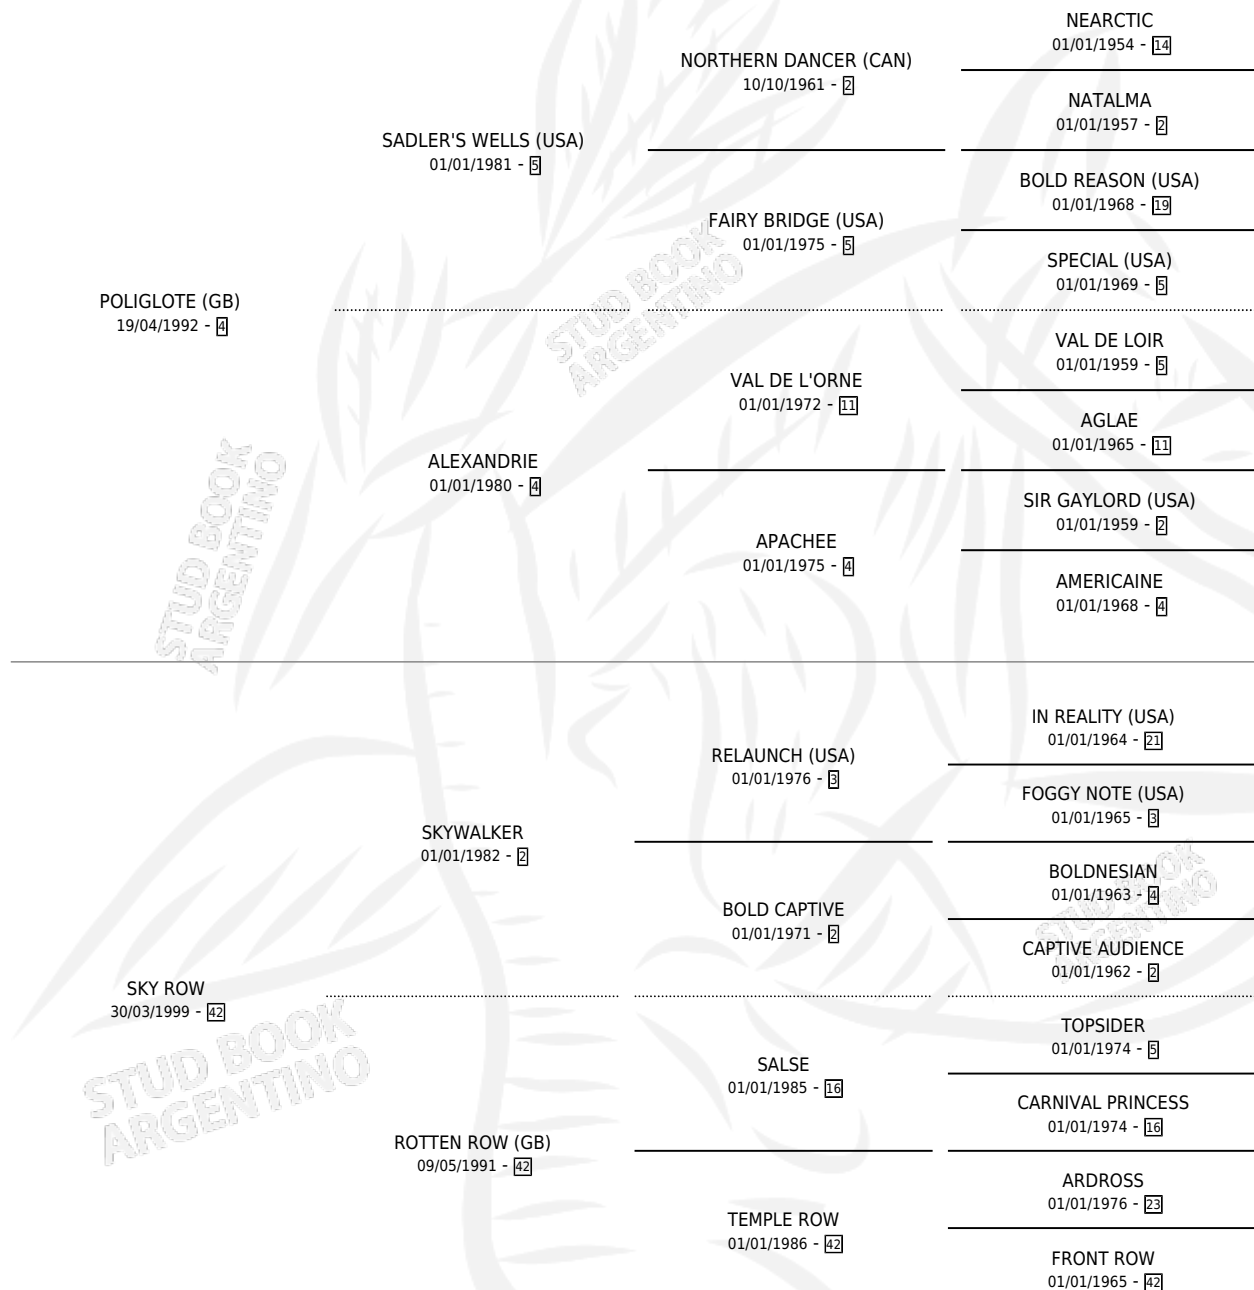 NEARCTIC
01/01/1954 - 14
NORTHERN DANCER (CAN)
10/10/1961 - 2
NATALMA
01/01/1957 - 2
SADLER'S WELLS (USA)
01/01/1981 - 5
BOLD REASON (USA)
01/01/1968 - 19
FAIRY BRIDGE (USA)
01/01/1975 - 5
SPECIAL (USA)
01/01/1969 - 5
POLIGLOTE (GB)
19/04/1992 - 4
VAL DE LOIR
01/01/1959 - 5
VAL DE L'ORNE
01/01/1972 - 11
AGLAE
01/01/1965 - 11
ALEXANDRIE
01/01/1980 - 4
SIR GAYLORD (USA)
01/01/1959 - 2
APACHEE
01/01/1975 - 4
AMERICAINE
01/01/1968 - 4
IN REALITY (USA)
01/01/1964 - 21
RELAUNCH (USA)
01/01/1976 - 3
FOGGY NOTE (USA)
01/01/1965 - 3
SKYWALKER
01/01/1982 - 2
BOLDNESIAN
01/01/1963 - 4
BOLD CAPTIVE
01/01/1971 - 2
CAPTIVE AUDIENCE
01/01/1962 - 2
SKY ROW
30/03/1999 - 42
TOPSIDER
01/01/1974 - 5
SALSE
01/01/1985 - 16
CARNIVAL PRINCESS
01/01/1974 - 16
ROTTEN ROW (GB)
09/05/1991 - 42
ARDROSS
01/01/1976 - 23
TEMPLE ROW
01/01/1986 - 42
FRONT ROW
01/01/1965 - 42
STUD BOOK
ARGENTINO
STUD BOOK
ARGENTINO
STUD BOOK
ARGENTINO
STUD BOOK
ARGENTINO